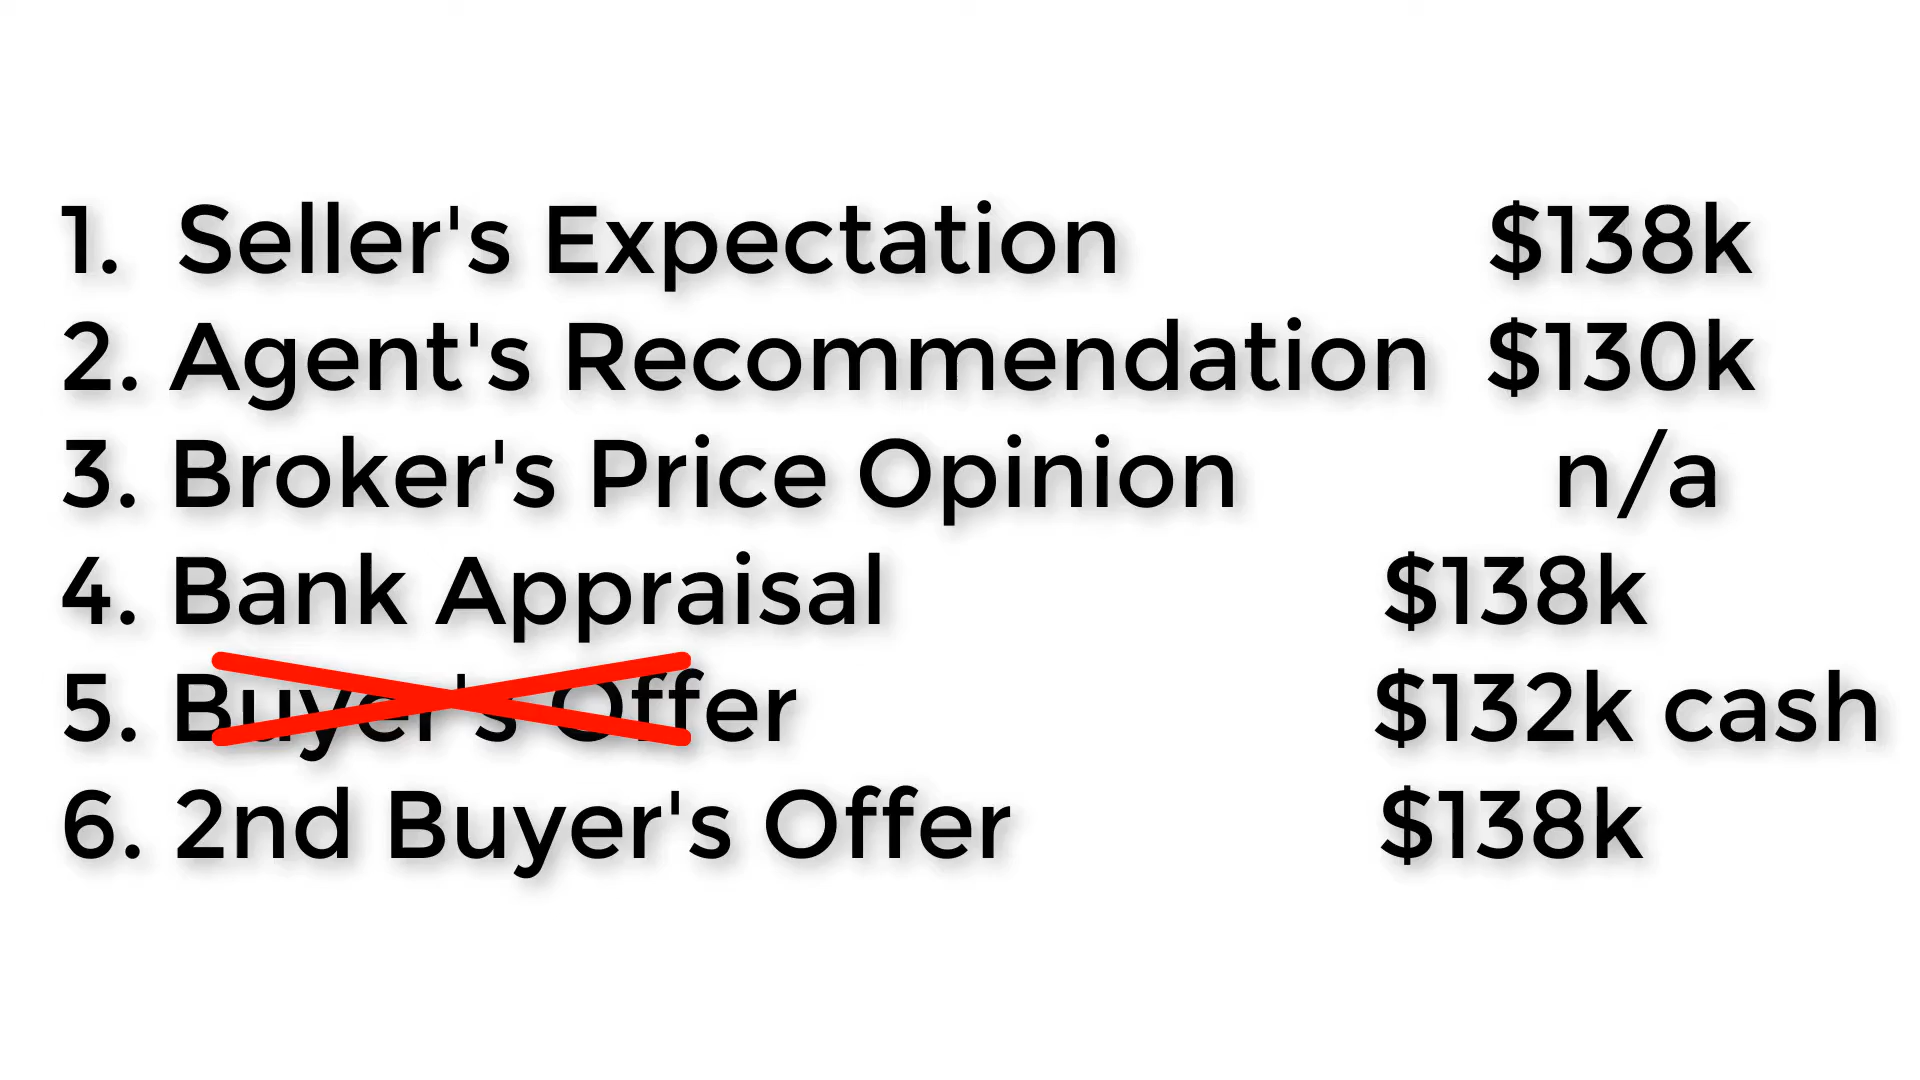 1. Seller's Expectation $138k
2. Agent's Recommendation $130k
3. Broker's Price Opinion n/a
4. Bank Appraisal $138k
5. Buyer's Offer $132k cash
6. 2nd Buyer's Offer $138k